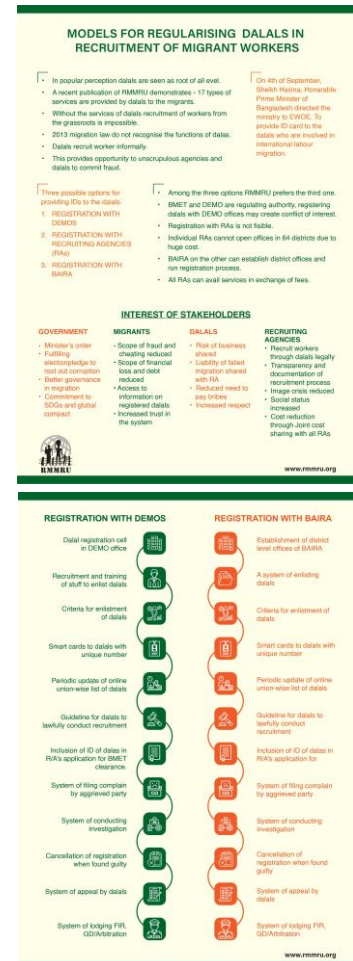 MODELS FOR REGULARISING DALALS IN
RECRUITMENT OF MIGRANT WORKERS
• In popular perception dalals are seen as root of all evel.
• A recent publication of RMMRU demonstrates - 17 types of
services are provided by dalals to the migrants.
• Without the services of dalals recruitment of workers from
the grassroots is impossible.
• 2013 migration law do not recognise the functions of dalas.
• Dalals recruit worker informally.
• This provides opportunity to unscrupulous agencies and
dalals to commit fraud.
On 4th of September,
Sheikh Hasina, Honorable
Prime Minister of
Bangladesh directed the
ministry to EWOE. To
provide ID card to the
dalals who are involved in
international labour
migration.
Three possible options for
providing IDs to the dalals.
1. REGISTRATION WITH
DEMOS
2. REGISTRATION WITH
RECRUITING AGENCIES
(RAs)
3. REGISTRATION WITH
BAIRA
• Among the three options RMMRU prefers the third one.
• BMET and DEMO are regulating authority, registering
dalals with DEMO offices may create conflict of interest.
• Registration with RAs is not fisible.
• Individual RAs cannot open offices in 64 districts due to
huge cost.
• BAIRA on the other can establish district offices and
run registration process.
• All RAs can avail services in exchange of fees.
INTEREST OF STAKEHOLDERS
GOVERNMENT
• Minister's order
• Fulfiling
electionpledge to
root out corruption
• Better governance
in migration
• Commitment to
SDGs and global
compact
MIGRANTS
• Scope of fraud and
cheating reduced
• Scope of financial
loss and debt
reduced
• Access to
information on
registered dalals
• Increased trust in
the system
DALALS
• Risk of business
shared
• Liability of failed
migration shared
with RA
• Reduced need to
pay bribes
• Increased respect
RECRUITING
AGENCIES
• Recruit workers
through dalals legally
• Transparency and
documentation of
recruitment process
• Image crisis reduced
• Social status
increased
• Cost reduction
through Joint cost
sharing with all RAs
RMMRU
www.rmmru.org
REGISTRATION WITH DEMOS
Dalal registration cell
in DEMO office
Recruitment and training
of stuff to enlist dalals
Criteria for enlistment
of dalals
Smart cards to dalals with
unique number
Periodic update of online
union-wise list of dalals
Guideline for dalals to
lawfully conduct recruitment
Inclusion of ID of dalas in
R/A's application for BMET
clearance.
System of filing complain
by aggrieved party
System of conducting
investigation
Cancellation of registration
when found guilty
System of appeal by dalals
System of lodging FIR,
GD/Arbitration
REGISTRATION WITH BAIRA
Establishment of district
level offices of BAIRA
A system of enlisting
dalals
Criteria for enlistment of
dalals
Smart cards to dalals with
unique number
Periodic update of online
union-wise list of dalals
Guideline for dalals to
lawfully conduct
recruitment
Inclusion of ID of dalas in
R/A's application for
System of filing complain
by aggrieved party
System of conducting
investigation
Cancellation of
registration when found
guilty
System of appeal by
dalals
System of lodging FIR,
GD/Arbitration
www.rmmru.org